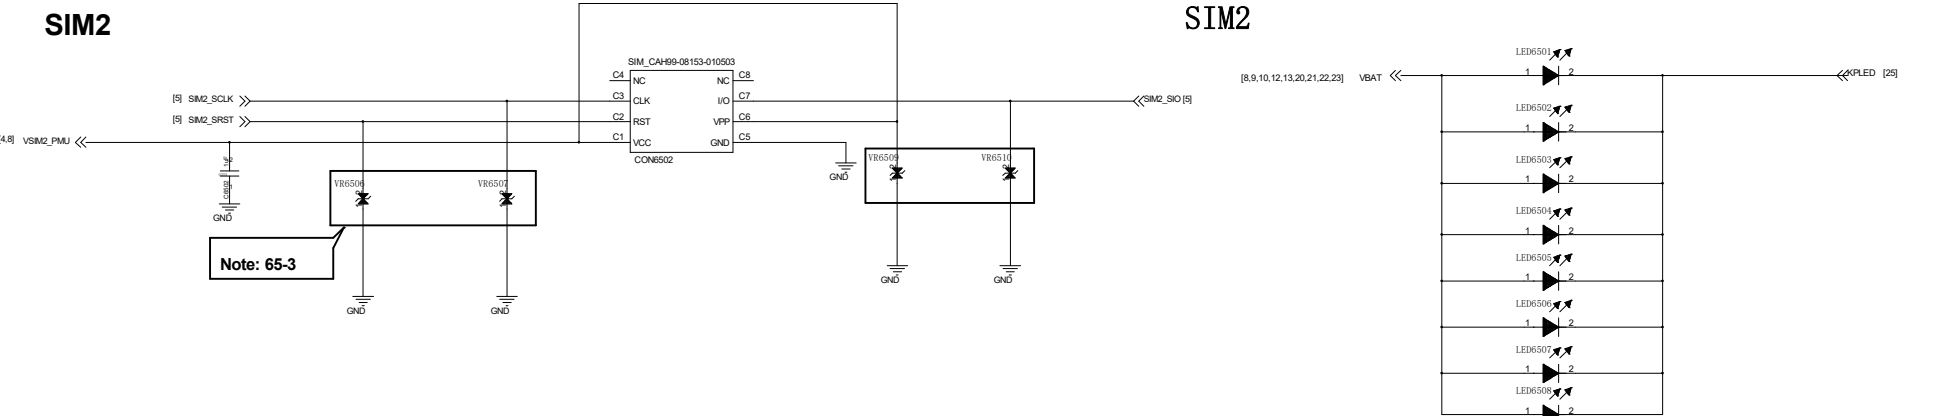 SIM2
SIM2
SIM_CAH99-08153-010503
C4 NC NC C8
[5] SIM2_SCLK C3 CLK I/O C7 SIM2_SIO [5]
[5] SIM2_SRST C2 RST VPP C6
[4,8] VSIM2_PMU C1 VCC GND C5
CON6502
1uF
C6502
GND
VR6506 VR6507
Note: 65-3
GND GND
GND
VR6509 VR6510
GND GND
[8,9,10,12,13,20,21,22,23] VBAT
KPLED [25]
LED6501
1 2
LED6502
1 2
LED6503
1 2
LED6504
1 2
LED6505
1 2
LED6506
1 2
LED6507
1 2
LED6508
1 2